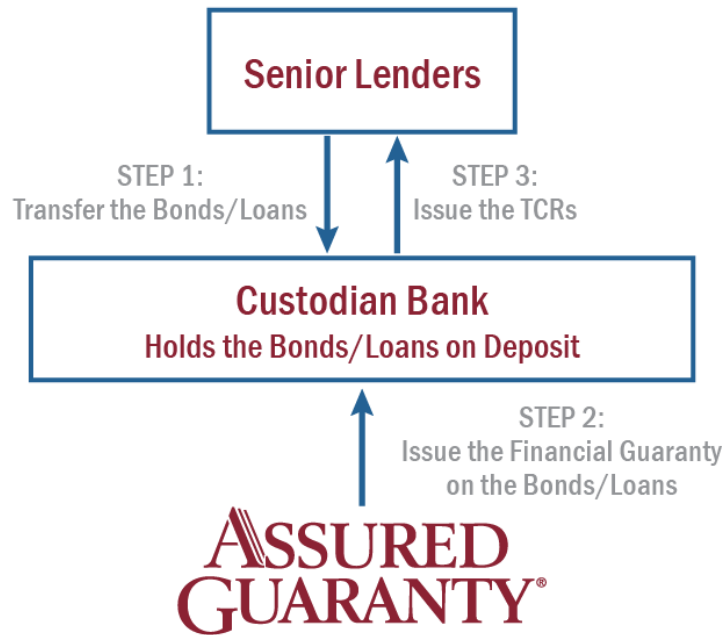 Senior Lenders
STEP 1:
Transfer the Bonds/Loans
STEP 3:
Issue the TCRs
Custodian Bank
Holds the Bonds/Loans on Deposit
STEP 2:
Issue the Financial Guaranty
on the Bonds/Loans
ASSURED
GUARANTY®